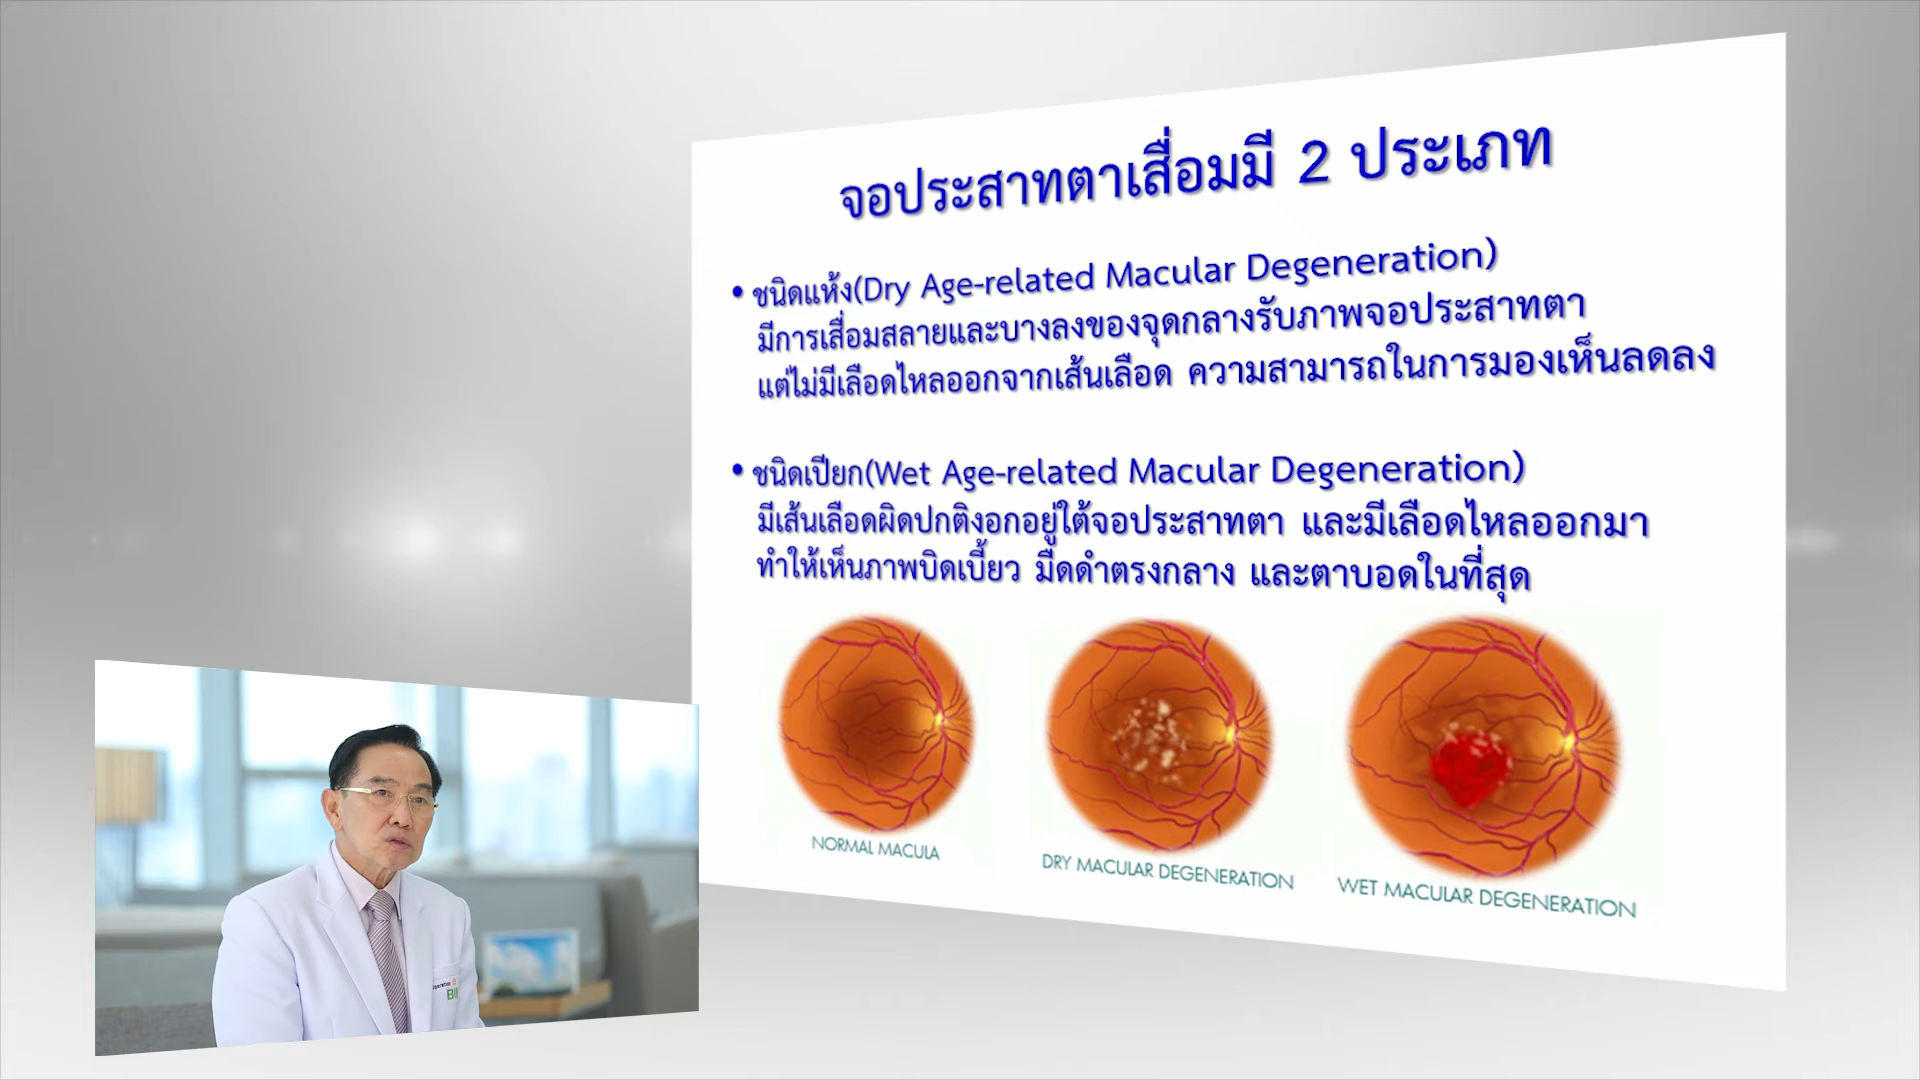 จอประสาทตาเสื่อมมี 2 ประเภท
• ชนิดแห้ง(Dry Age-related Macular Degeneration)
มีการเสื่อมสลายและบางลงของจุดกลางรับภาพจอประสาทตา
แต่ไม่มีเลือดไหลออกจากเส้นเลือด ความสามารถในการมองเห็นลดลง
• ชนิดเปียก(Wet Age-related Macular Degeneration)
มีเส้นเลือดผิดปกติงอกอยู่ใต้จอประสาทตา และมีเลือดไหลออกมา
ทำให้เห็นภาพบิดเบี้ยว มืดดำตรงกลาง และตาบอดในที่สุด
NORMAL MACULA
DRY MACULAR DEGENERATION
WET MACULAR DEGENERATION